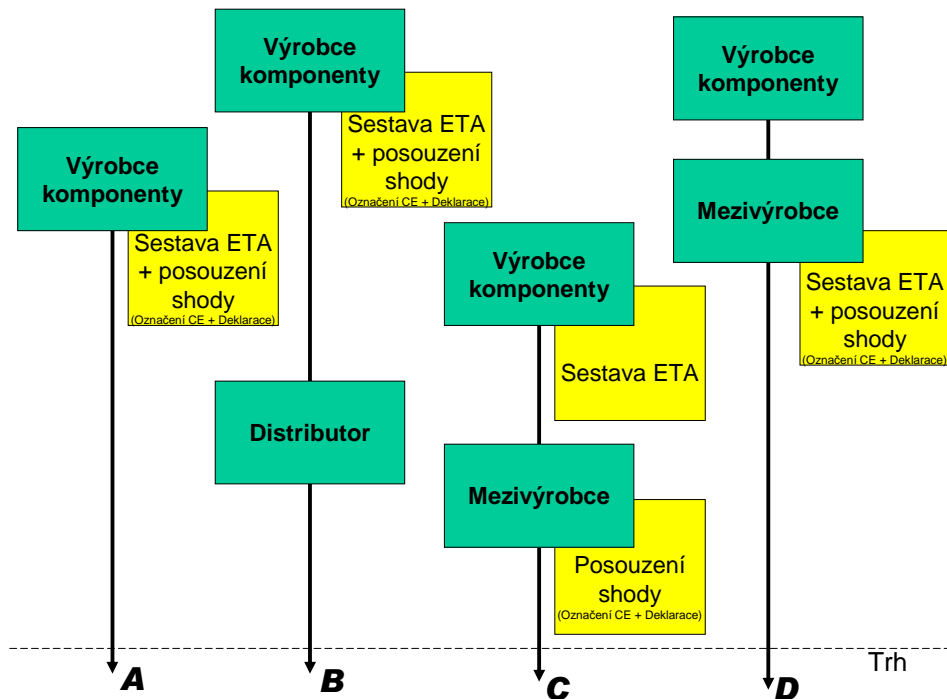 Výrobce
komponenty
Sestava ETA
+ posouzení
shody
(Označení CE + Deklarace)
A
Výrobce
komponenty
Sestava ETA
+ posouzení
shody
(Označení CE + Deklarace)
Distributor
B
Výrobce
komponenty
Sestava ETA
Mezivýrobce
Posouzení
shody
(Označení CE + Deklarace)
C
Výrobce
komponenty
Mezivýrobce
Sestava ETA
+ posouzení
shody
(Označení CE + Deklarace)
D
Trh